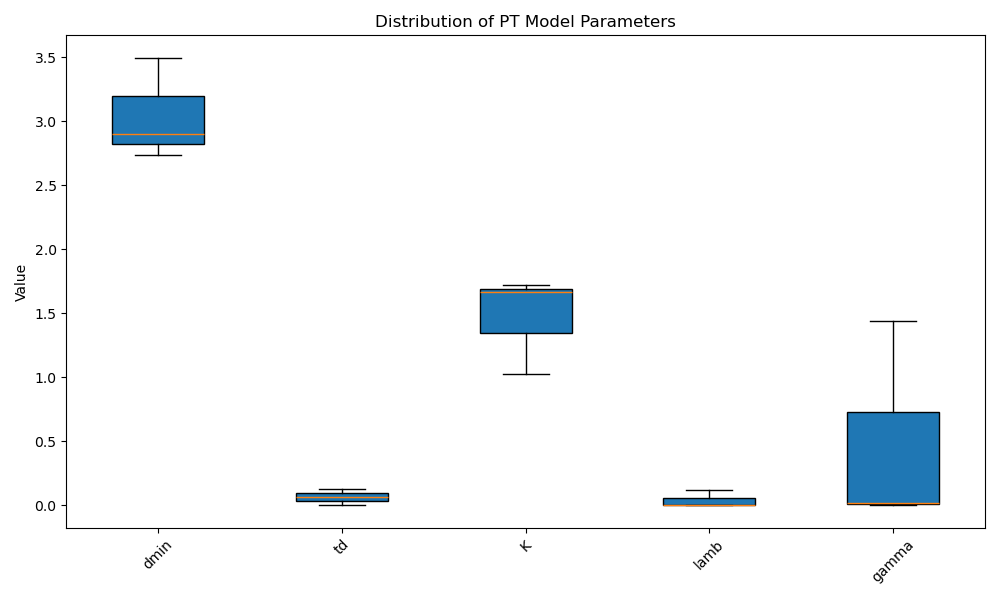 Distribution of PT Model Parameters
Value
3.5
3.0
2.5
2.0
1.5
1.0
0.5
0.0
dmin
td
K
lamb
gamma